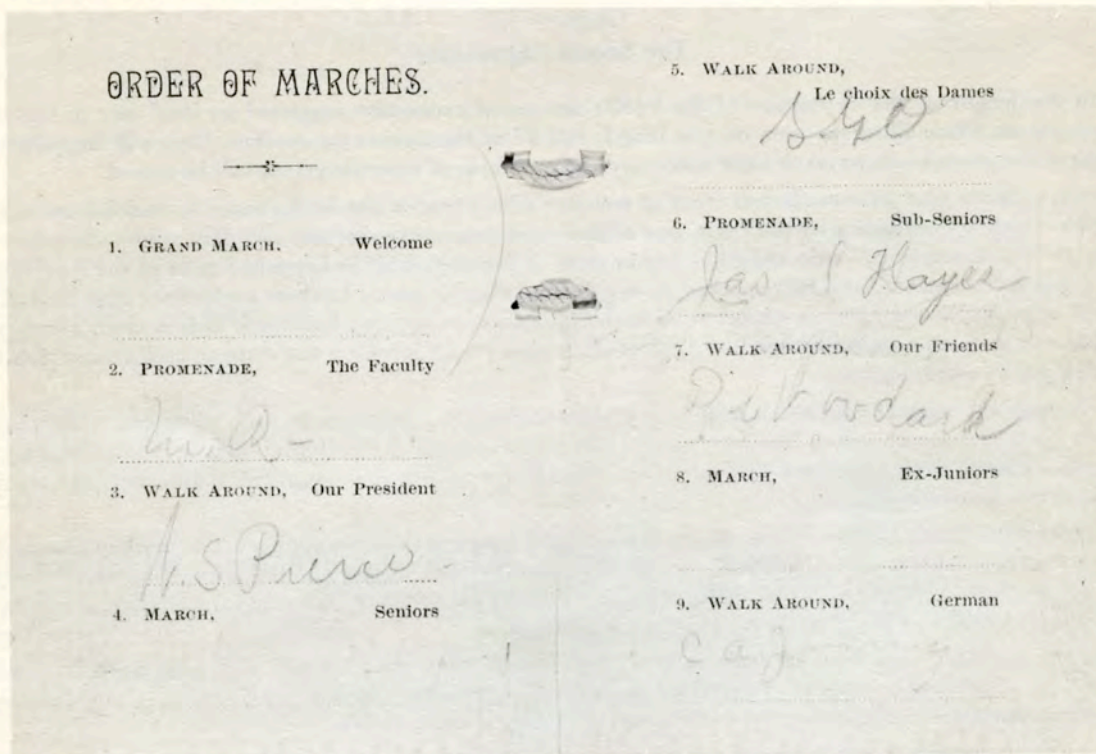 ORDER OF MARCHES.
1. GRAND MARCH, Welcome
2. PROMENADE, The Faculty
3. WALK AROUND, Our President
4. MARCH, Seniors
5. WALK AROUND,
Le choix des Dames
SGO
6. PROMENADE, Sub-Seniors
Jas S Hayes
7. WALK AROUND, Our Friends
Woodard
8. MARCH, Ex-Juniors
9. WALK AROUND, German